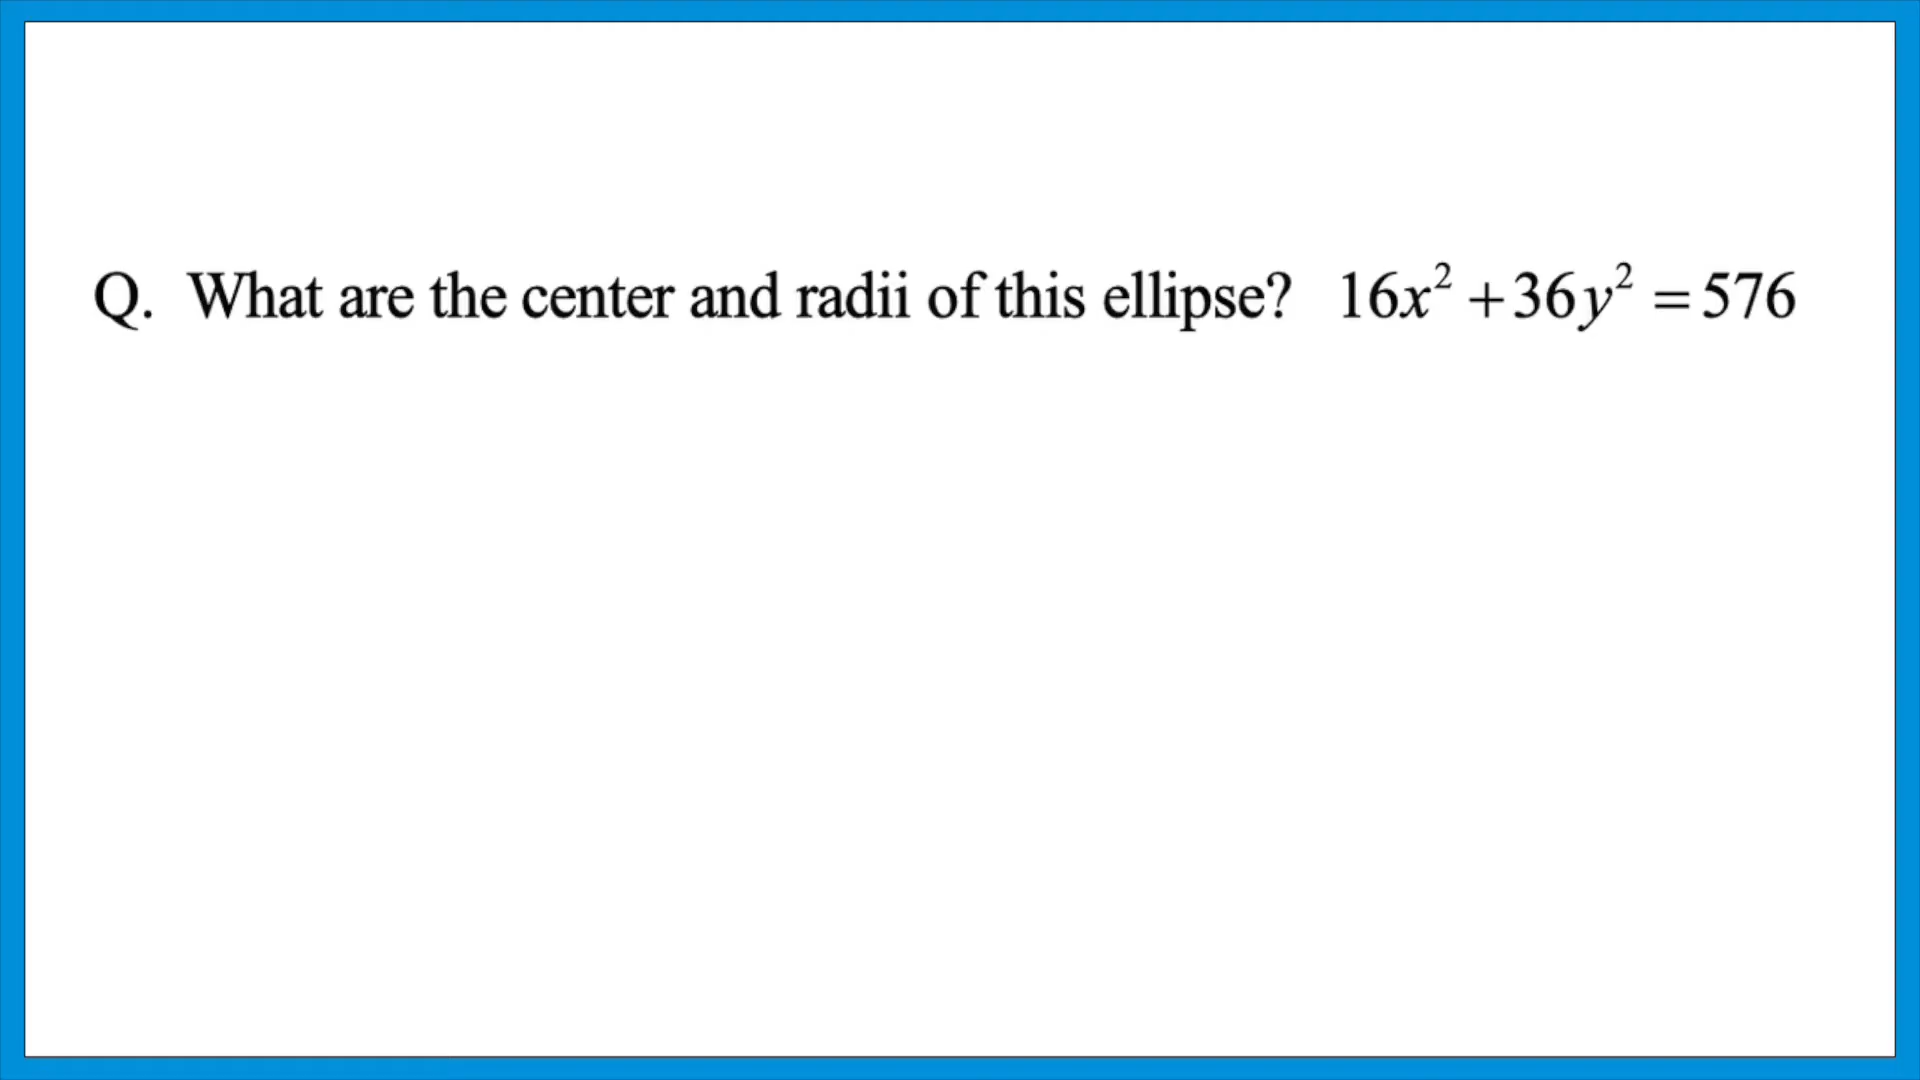 Q. What are the center and radii of this ellipse? 16x² + 36y² = 576